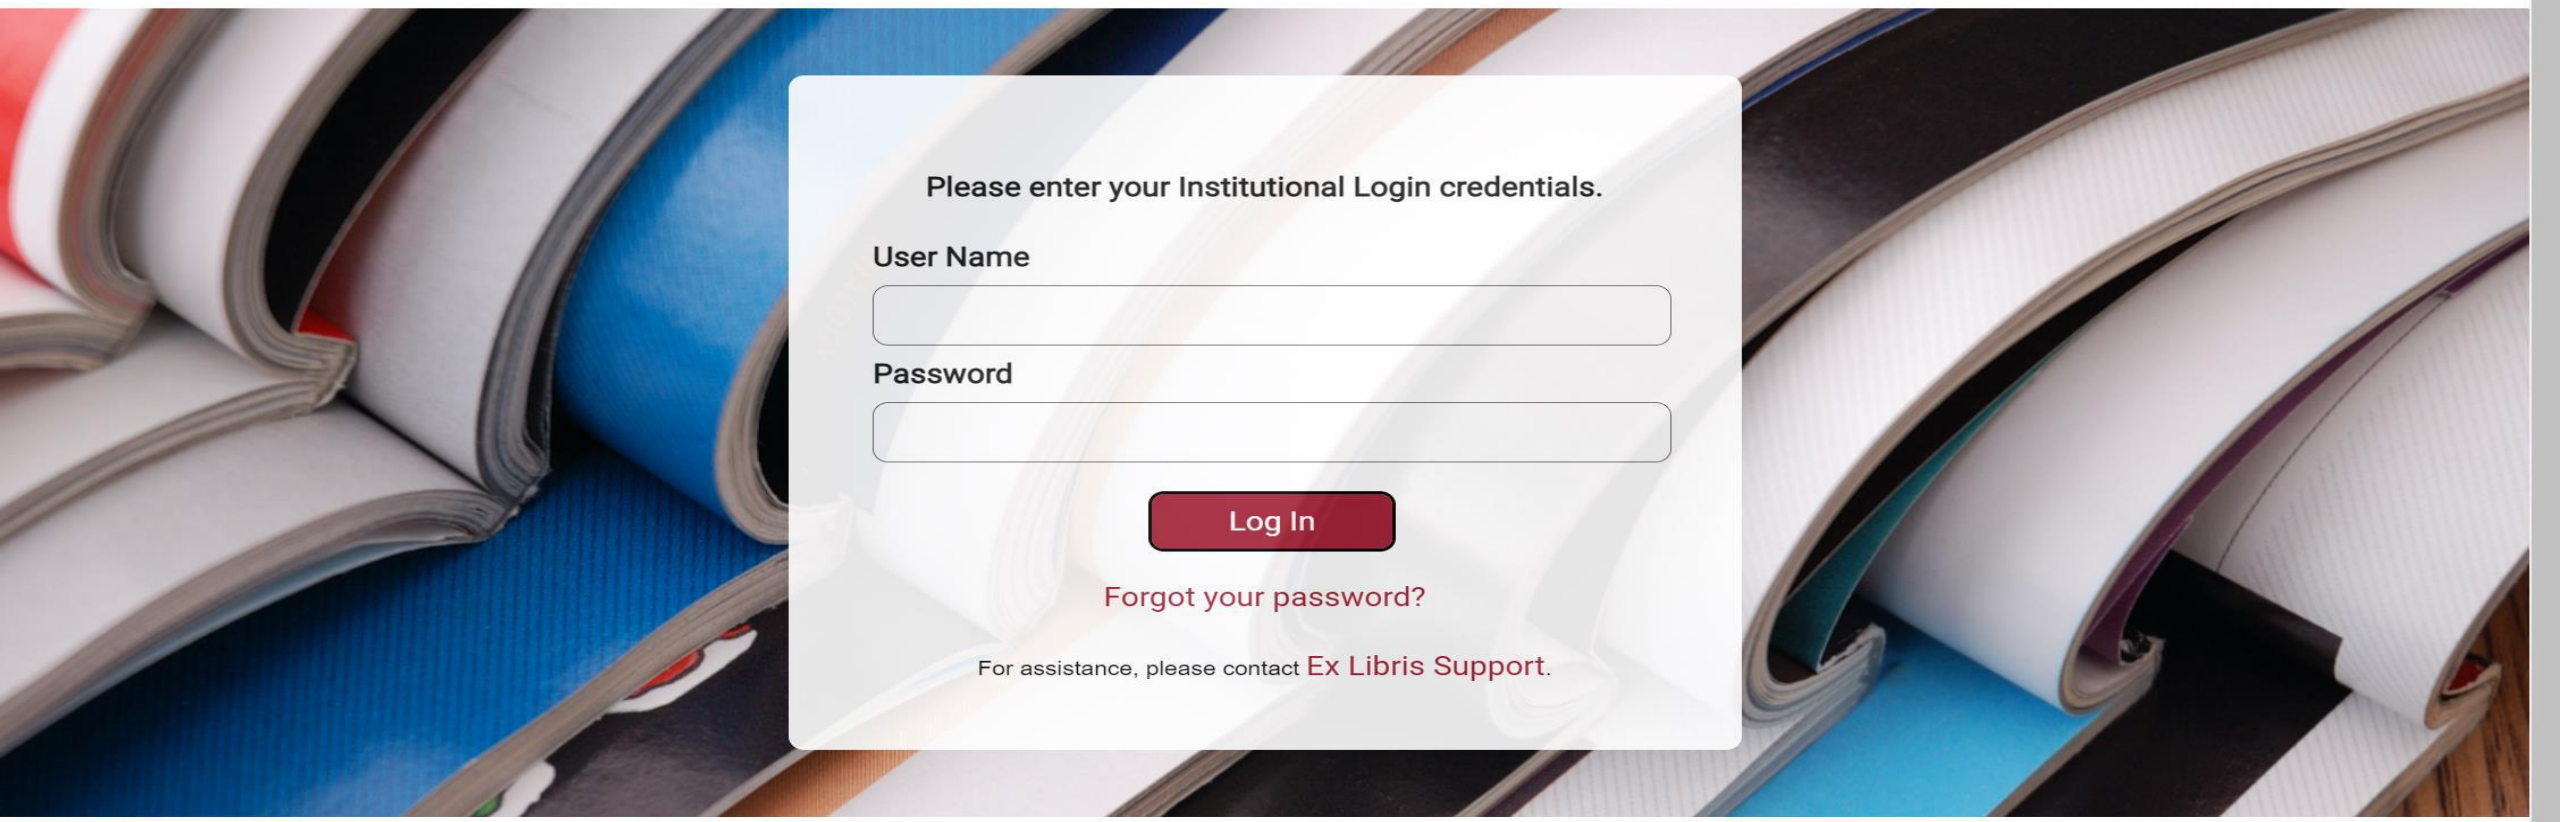 Please enter your Institutional Login credentials.
User Name
Password
Log In
Forgot your password?
For assistance, please contact Ex Libris Support.